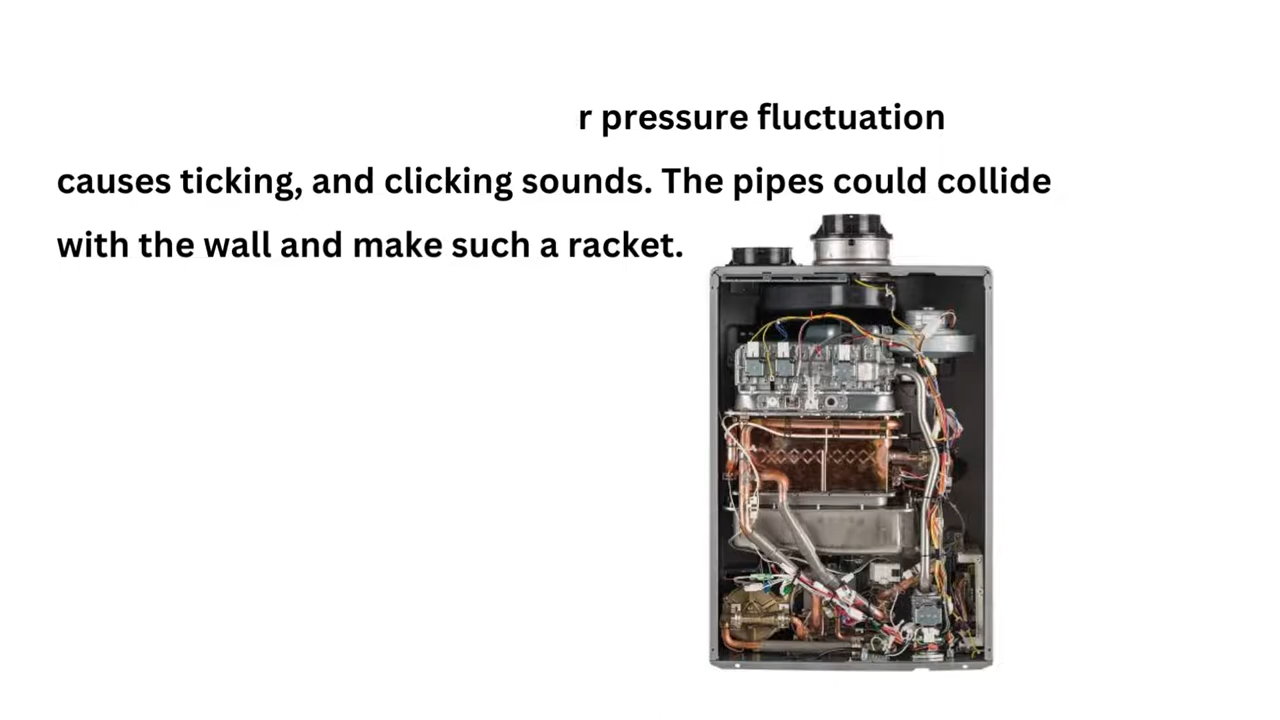 r pressure fluctuation
causes ticking, and clicking sounds. The pipes could collide
with the wall and make such a racket.